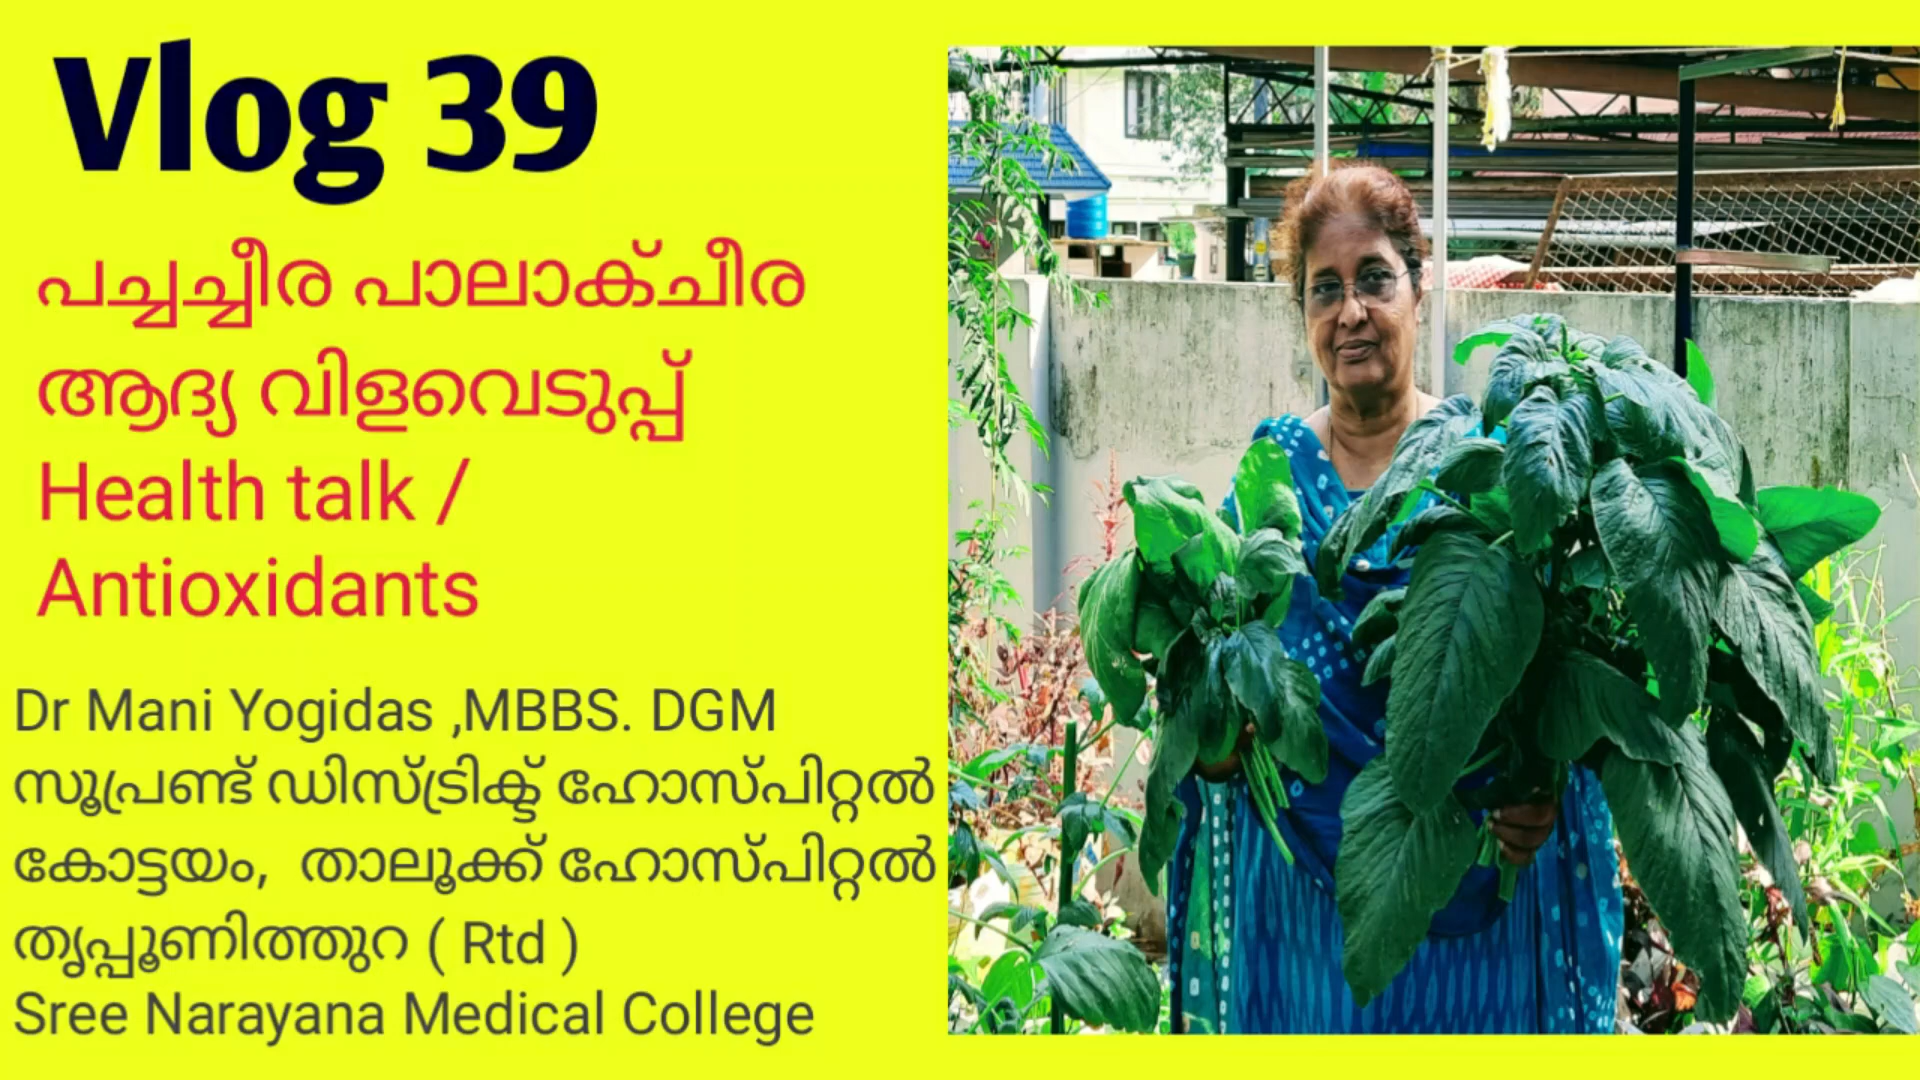 Vlog 39
പച്ചച്ചീര പാലാക്ചീര
ആദ്യ വിളവെടുപ്പ്
Health talk /
Antioxidants
Dr Mani Yogidas ,MBBS. DGM
സൂപ്രണ്ട് ഡിസ്ട്രിക്ട് ഹോസ്പിറ്റൽ
കോട്ടയം, താലൂക്ക് ഹോസ്പിറ്റൽ
തൃപ്പൂണിത്തുറ ( Rtd )
Sree Narayana Medical College